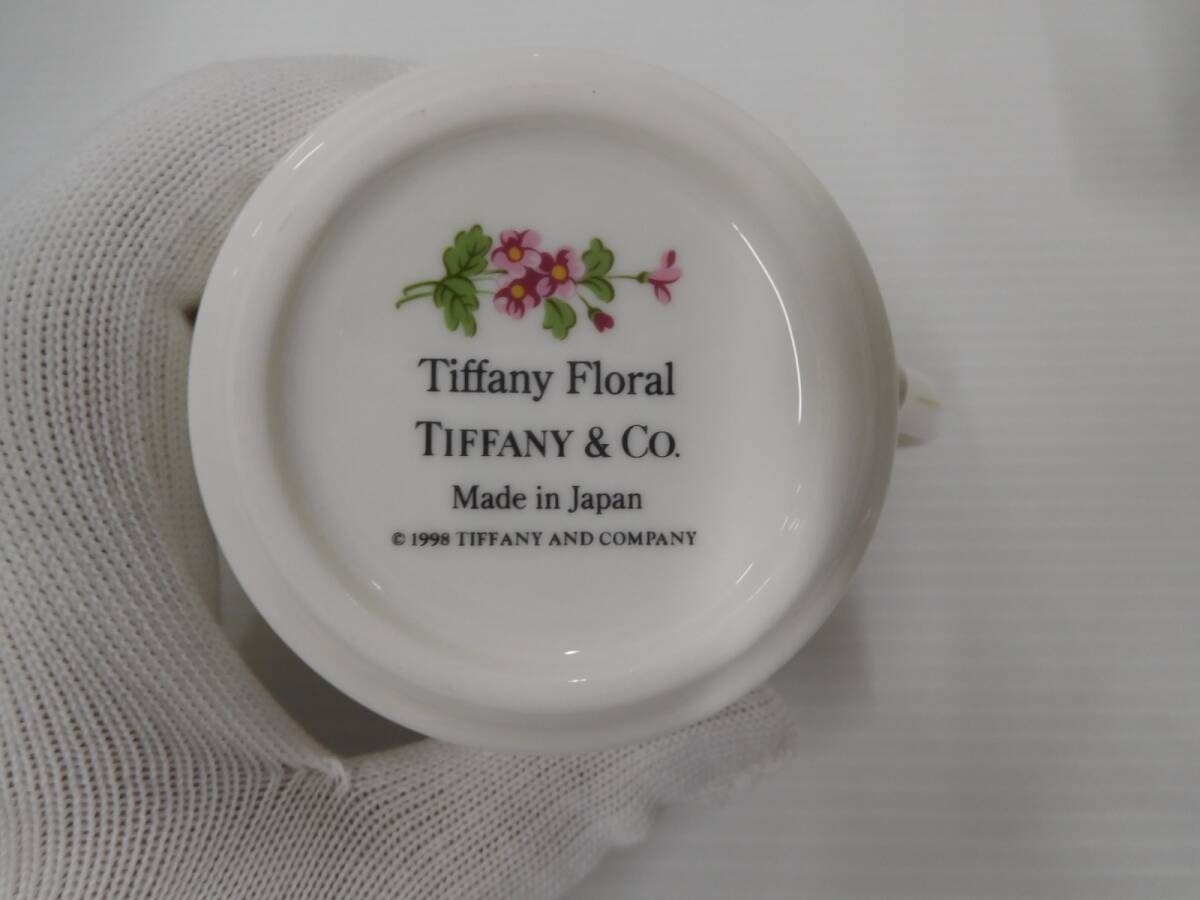 Tiffany Floral
TIFFANY & CO.
Made in Japan
© 1998 TIFFANY AND COMPANY